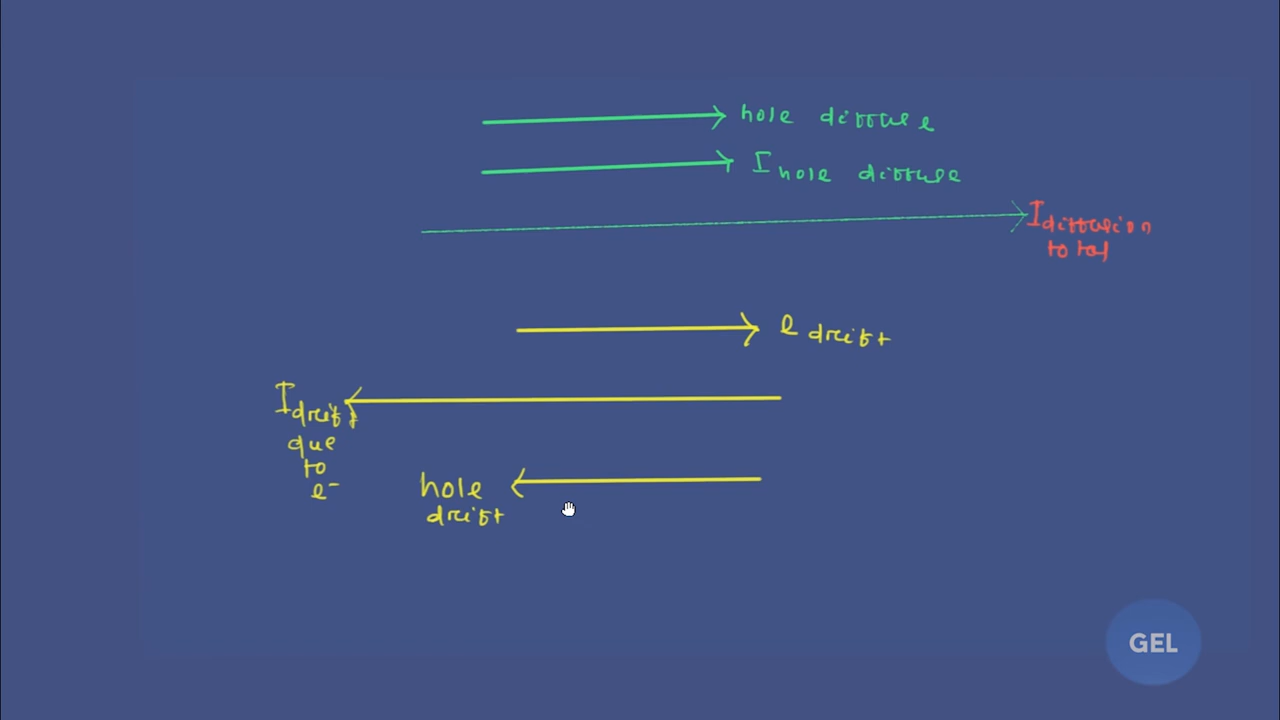 hole diffuse
I hole diffuse
I diffusion
total
e drift
I drift
due
to
e-
hole
drift
GEL